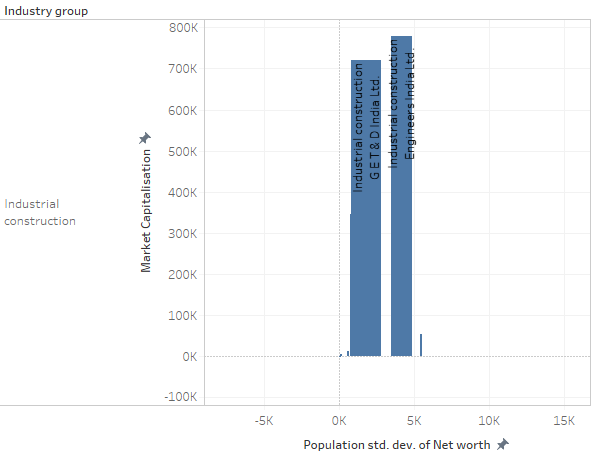 Industry group
800K
700K
600K
500K
400K
300K
200K
100K
0K
-100K
Market Capitalisation
Industrial
construction
Industrial construction
G E T & D India Ltd.
Industrial construction
Engineers India Ltd.
-5K 0K 5K 10K 15K
Population std. dev. of Net worth